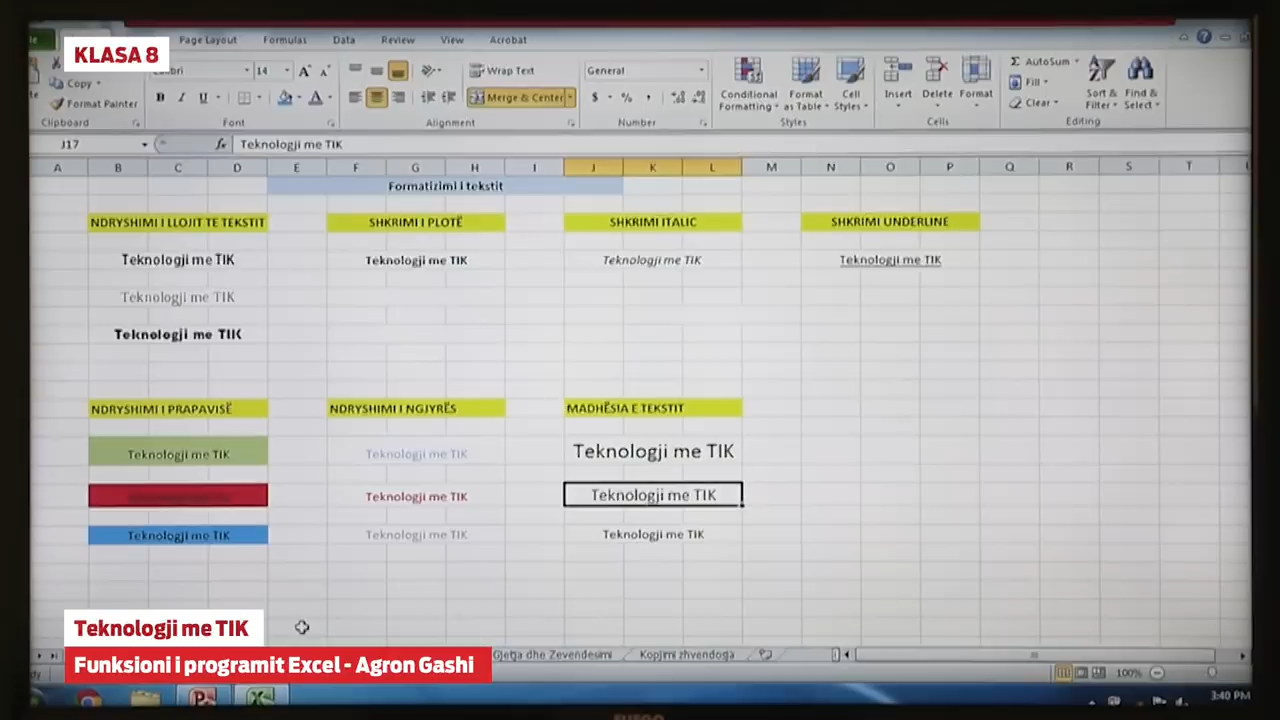 KLASA 8
Page Layout Formulas Data Review View Acrobat
Copy
Format Painter
Clipboard
14
B I U A
Font
Wrap Text
Merge & Center
Alignment
General
$ % ,
Number
Conditional Formatting
Format as Table
Cell Styles
Styles
Insert Delete Format
Cells
AutoSum
Fill
Clear
Sort & Filter
Find & Select
Editing
J17 fx Teknologji me TIK
A B C D E F G H I J K L M N O P Q R S T
Formatizimi i tekstit
NDRYSHIMI I LLOJIT TE TEKSTIT SHKRIMI I PLOTË SHKRIMI ITALIC SHKRIMI UNDERLINE
Teknologji me TIK Teknologji me TIK Teknologji me TIK Teknologji me TIK
Teknologji me TIK
Teknologji me TIK
NDRYSHIMI I PRAPAVISË NDRYSHIMI I NGJYRËS MADHËSIA E TEKSTIT
Teknologji me TIK Teknologji me TIK Teknologji me TIK
Teknologji me TIK Teknologji me TIK
Teknologji me TIK Teknologji me TIK Teknologji me TIK
Teknologji me TIK
Funksioni i programit Excel - Agron Gashi
dhe Zevendesimi Kopjimi zhvendosja
100%
3:40 PM